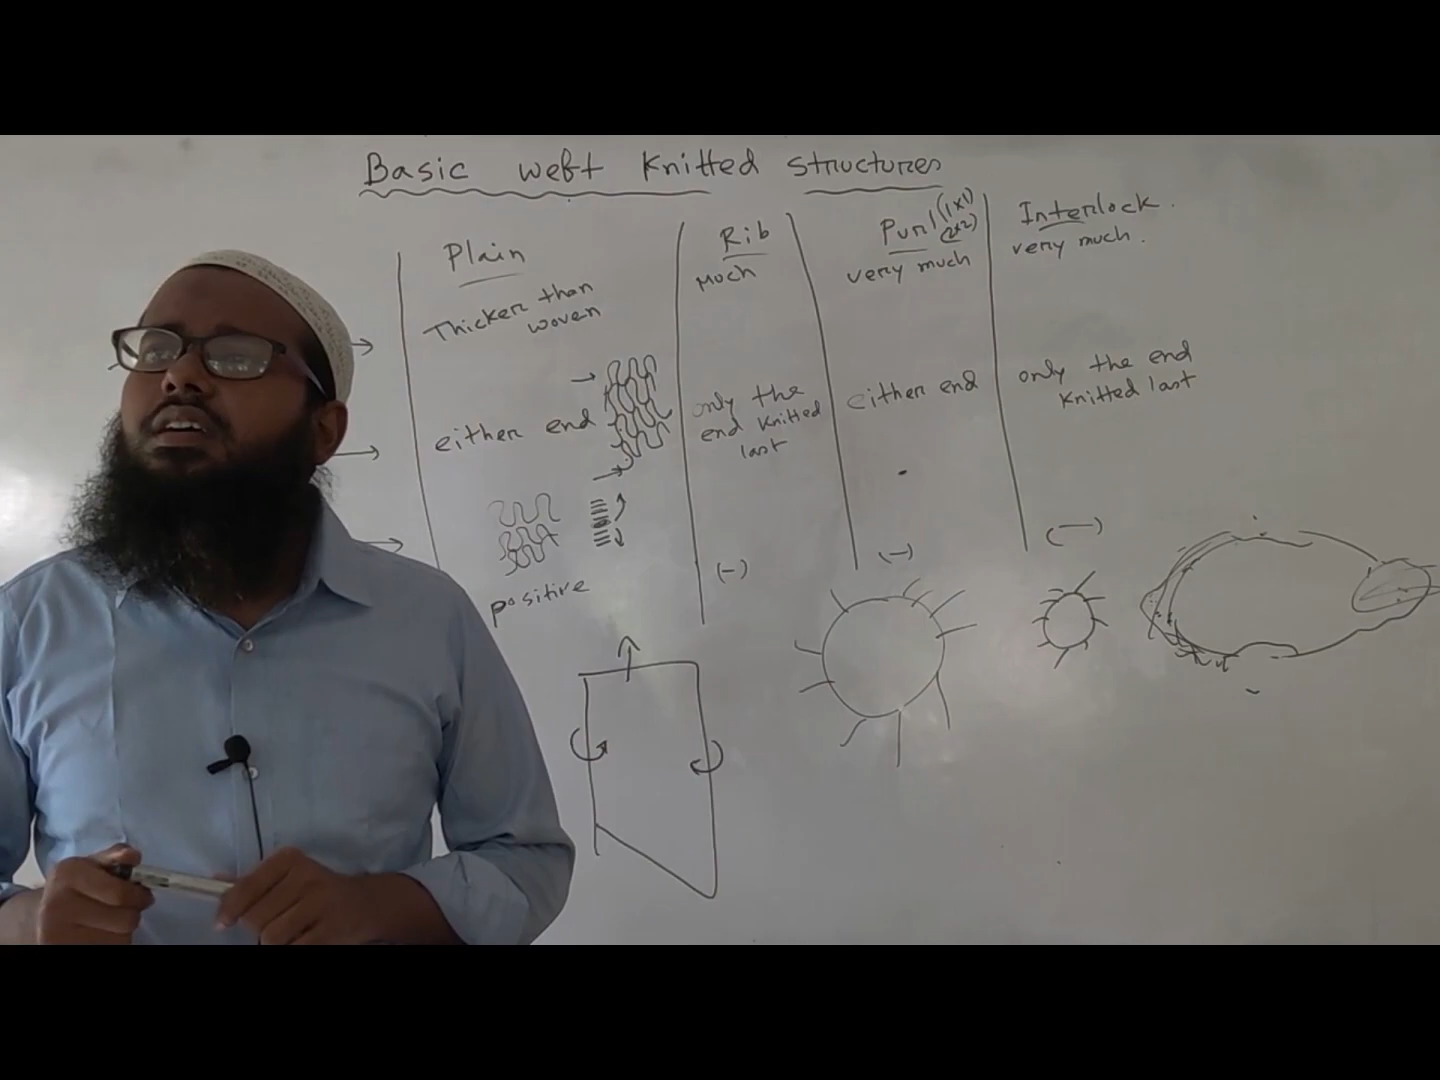 Basic weft Knitted structures
Plain
Thicker than
woven
either end
positive
Rib
Much
only the
end Knitted
last
(-)
Purl (1x1)
(2x2)
very much
either end
(-)
Interlock.
very much.
only the end
Knitted last
(-)